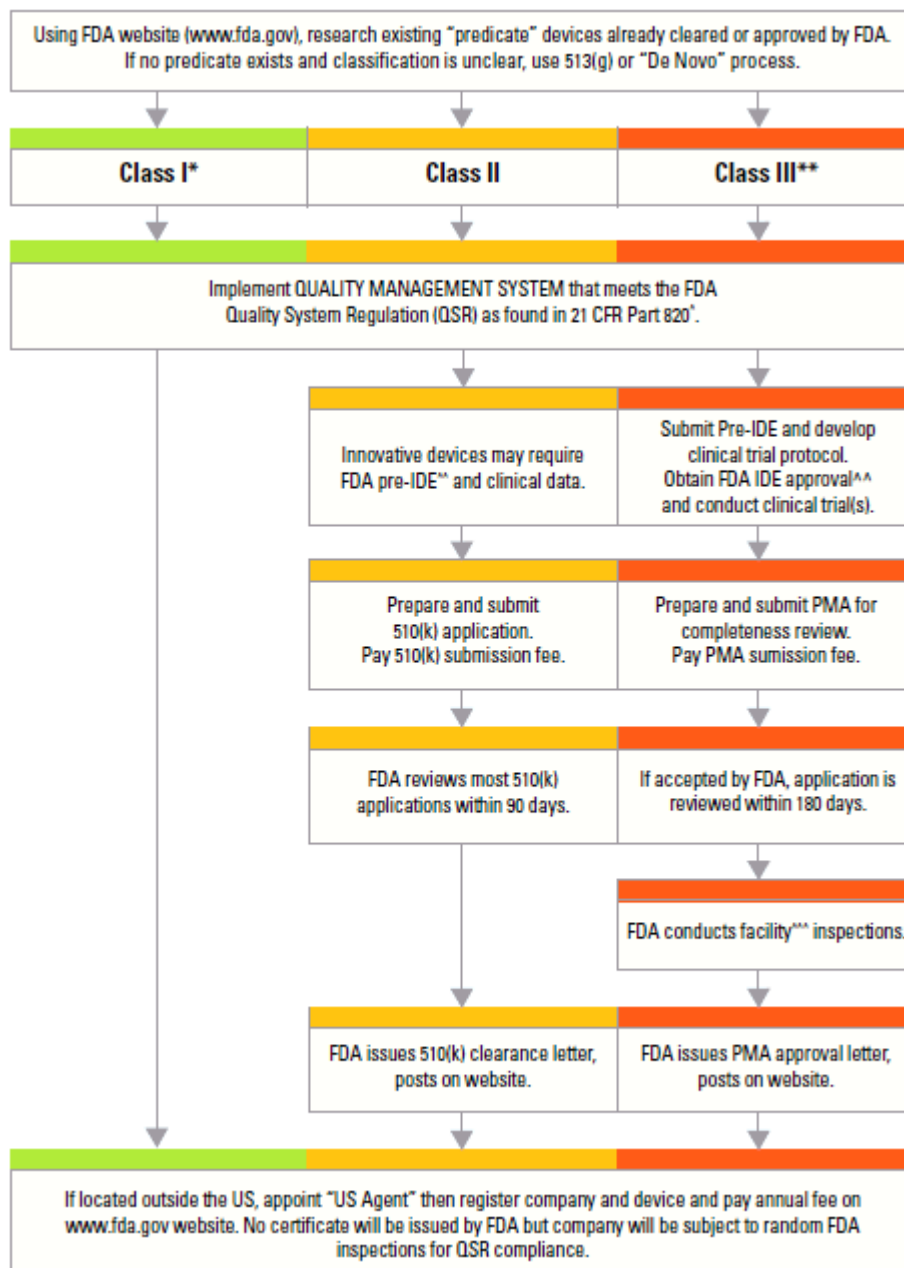 Using FDA website (www.fda.gov), research existing “predicate” devices already cleared or approved by FDA.
If no predicate exists and classification is unclear, use 513(g) or “De Novo” process.
Class I*
Class II
Class III**
Implement QUALITY MANAGEMENT SYSTEM that meets the FDA
Quality System Regulation (QSR) as found in 21 CFR Part 820^.
Innovative devices may require
FDA pre-IDE^^ and clinical data.
Submit Pre-IDE and develop
clinical trial protocol.
Obtain FDA IDE approval^^
and conduct clinical trial(s).
Prepare and submit
510(k) application.
Pay 510(k) submission fee.
Prepare and submit PMA for
completeness review.
Pay PMA sumission fee.
FDA reviews most 510(k)
applications within 90 days.
If accepted by FDA, application is
reviewed within 180 days.
FDA conducts facility^^^ inspections.
FDA issues 510(k) clearance letter,
posts on website.
FDA issues PMA approval letter,
posts on website.
If located outside the US, appoint “US Agent” then register company and device and pay annual fee on
www.fda.gov website. No certificate will be issued by FDA but company will be subject to random FDA
inspections for QSR compliance.